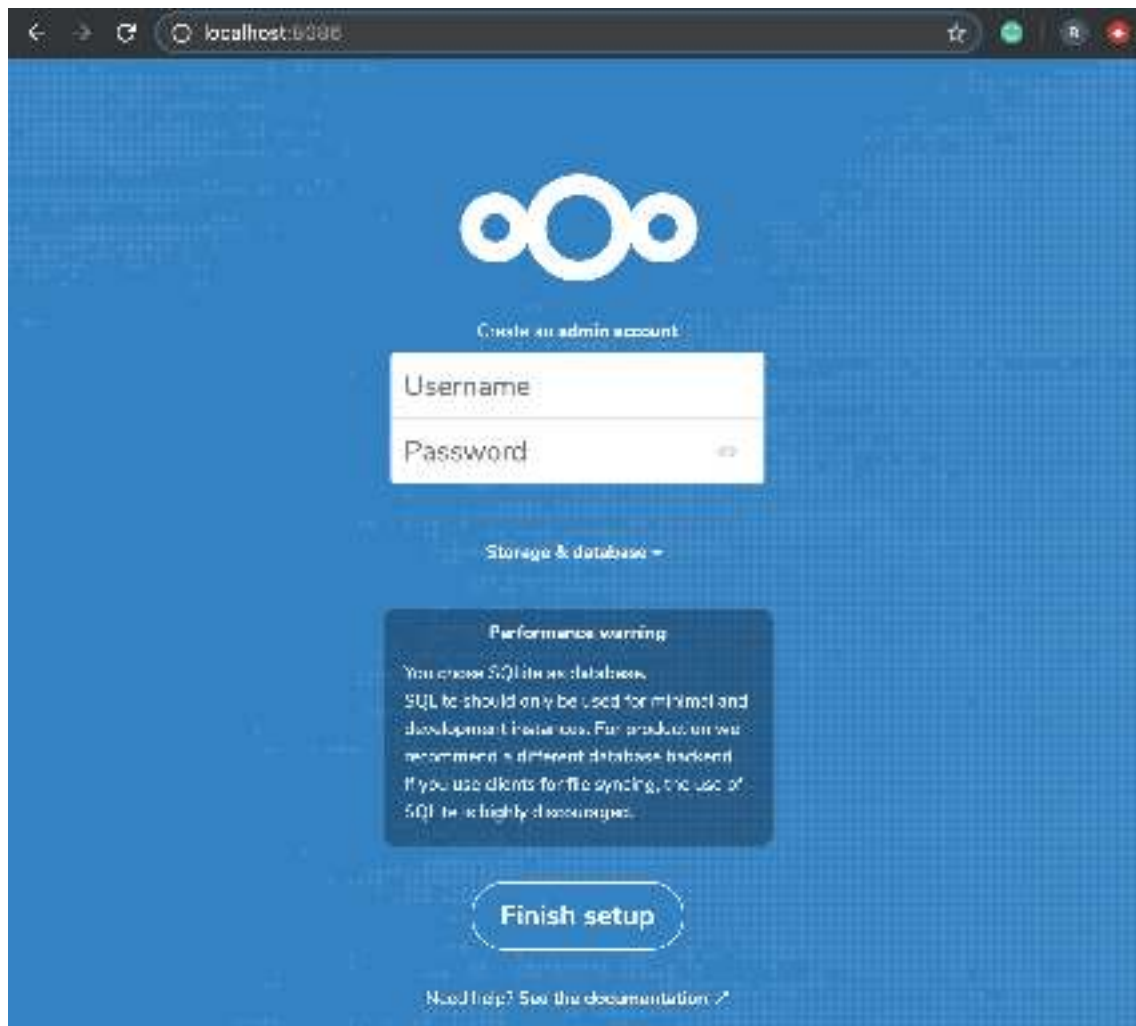 localhost:
Create an admin account
Username
Password
Storage & database
Performance warning
You chose SQLite as database.
SQLite should only be used for minimal and
development instances. For production we
recommend a different database backend.
If you use clients for file syncing, the use of
SQLite is highly discouraged.
Finish setup
Need help? See the documentation ↗